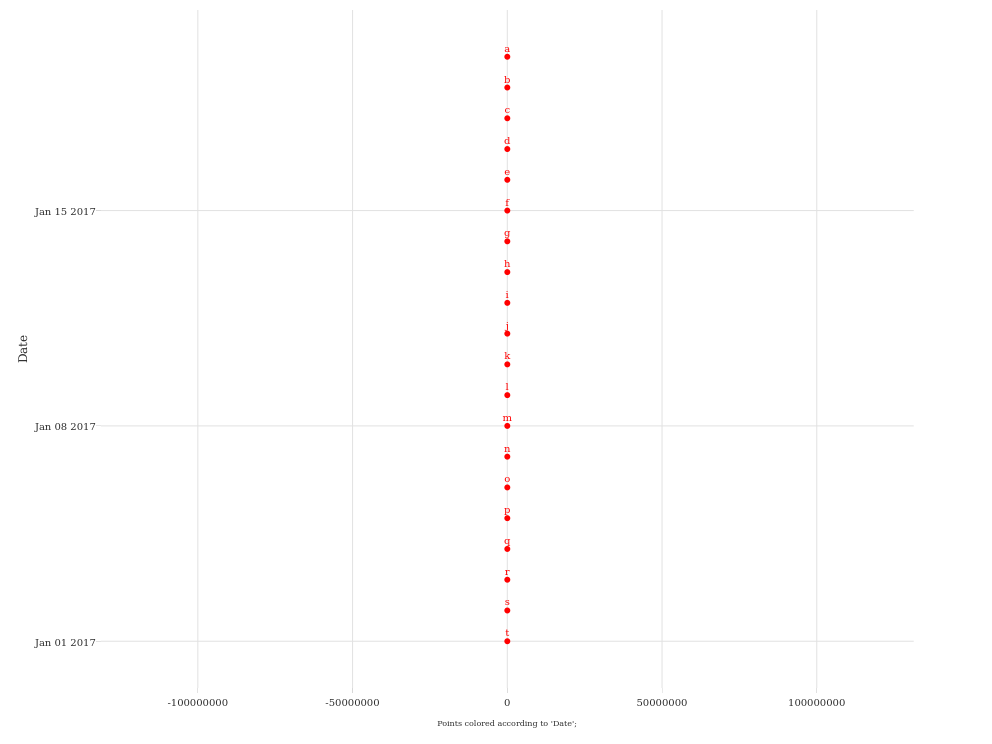 a
b
c
d
e
f
Jan 15 2017
g
h
i
j
Date
k
l
m
Jan 08 2017
n
o
p
q
r
s
t
Jan 01 2017
-100000000 -50000000 0 50000000 100000000
Points colored according to 'Date';